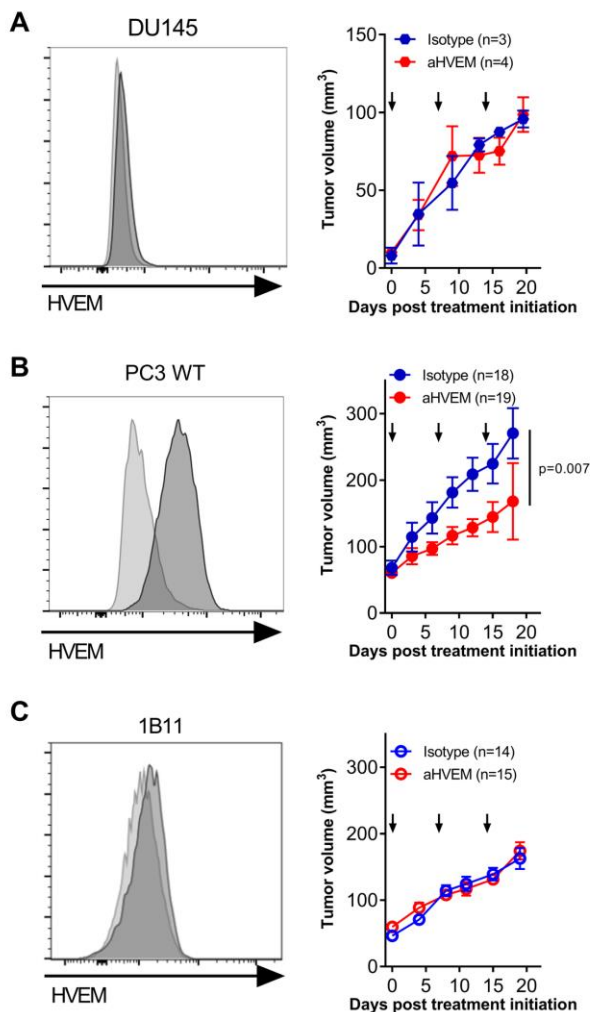 A
DU145
HVEM
Isotype (n=3)
aHVEM (n=4)
Tumor volume (mm³)
150
100
50
0
0 5 10 15 20
Days post treatment initiation
B
PC3 WT
HVEM
Isotype (n=18)
aHVEM (n=19)
Tumor volume (mm³)
300
200
100
0
p=0.007
0 5 10 15 20
Days post treatment initiation
C
1B11
HVEM
Isotype (n=14)
aHVEM (n=15)
Tumor volume (mm³)
300
200
100
0
0 5 10 15 20
Days post treatment initiation